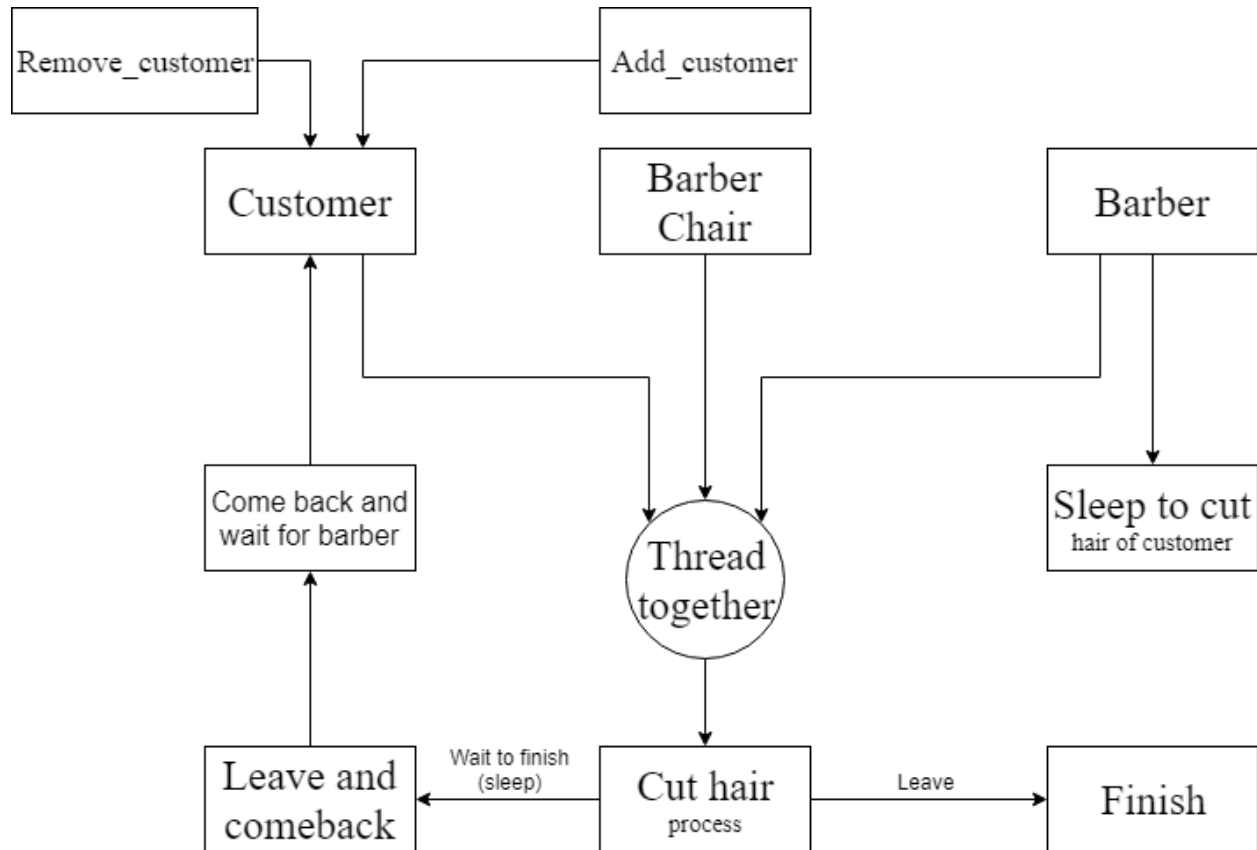 Remove_customer
Add_customer
Customer
Barber
Chair
Barber
Come back and
wait for barber
Sleep to cut
hair of customer
Thread
together
Leave and
comeback
Wait to finish
(sleep)
Cut hair
process
Leave
Finish